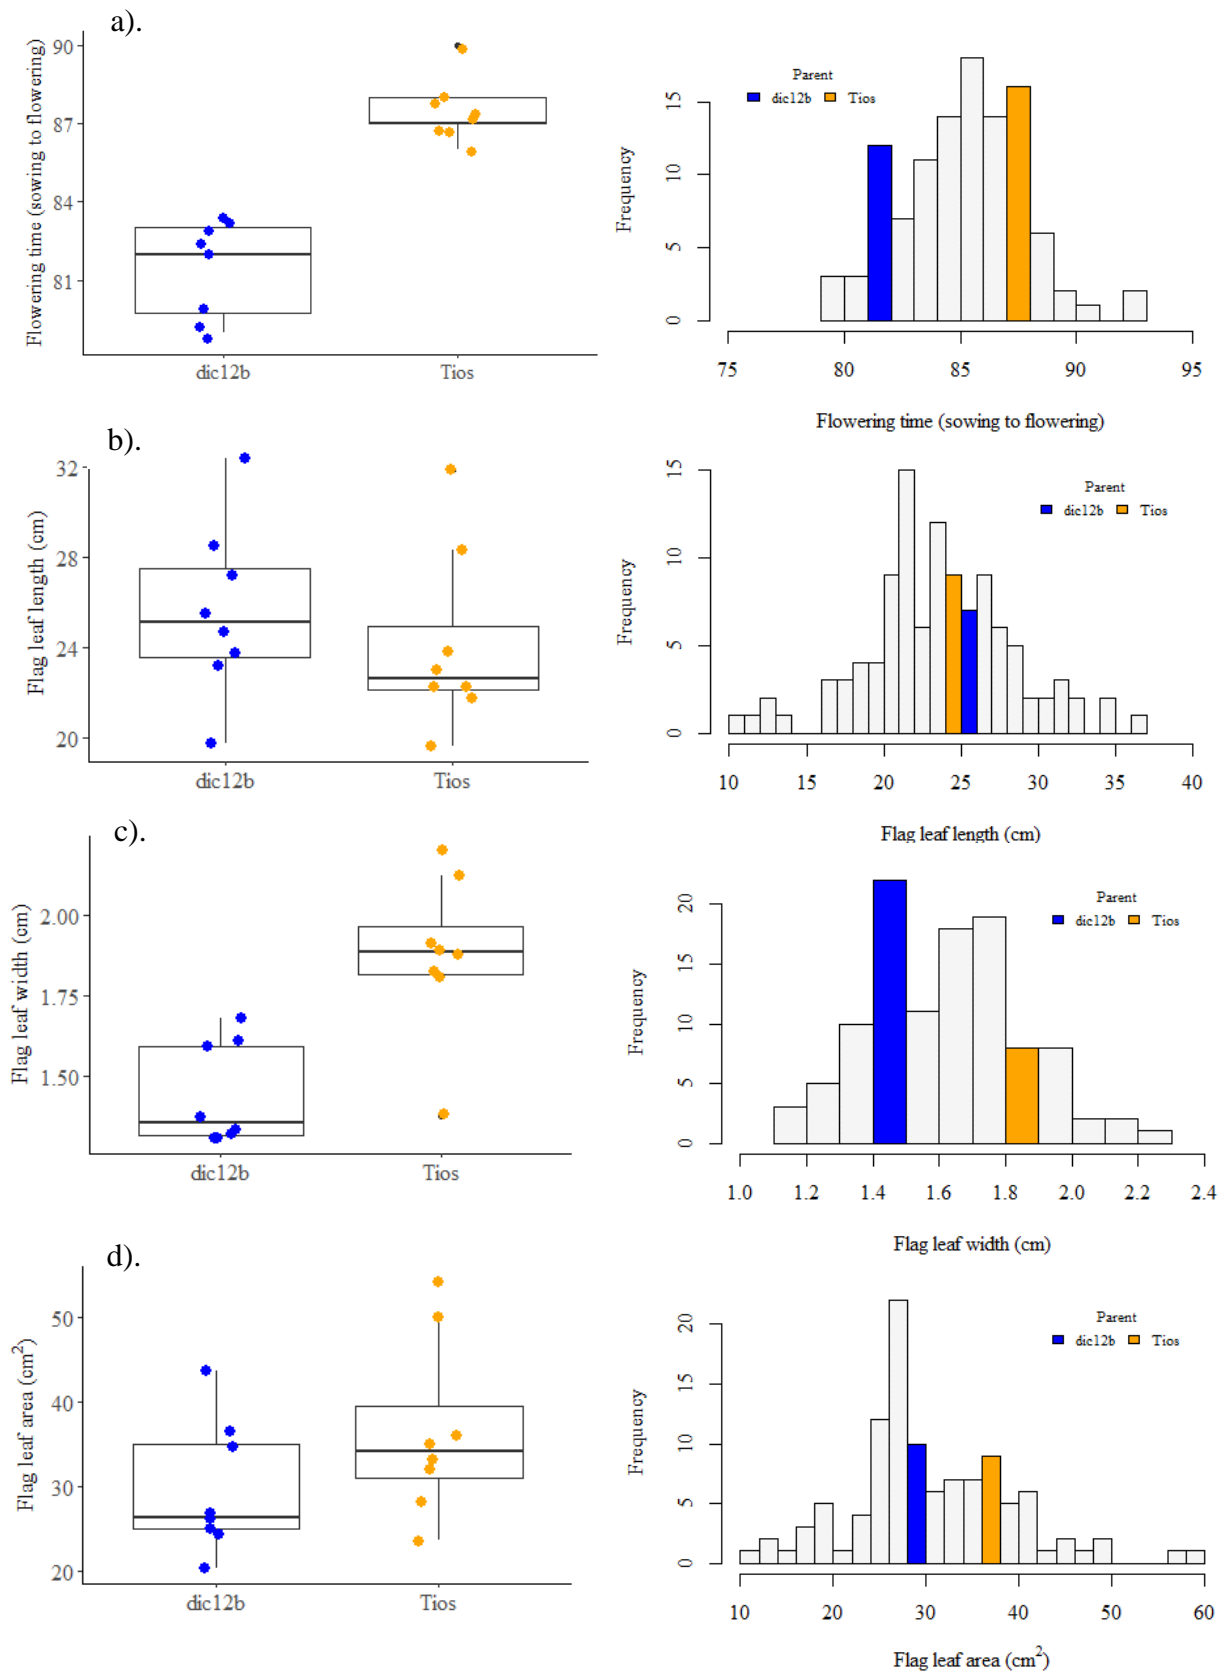 a).
Flowering time (sowing to flowering)
90
87
84
81
dic12b Tios
Parent
dic12b Tios
Frequency
15
10
5
0
75 80 85 90 95
Flowering time (sowing to flowering)
b).
Flag leaf length (cm)
32
28
24
20
dic12b Tios
Parent
dic12b Tios
Frequency
15
10
5
0
10 15 20 25 30 35 40
Flag leaf length (cm)
c).
Flag leaf width (cm)
2.00
1.75
1.50
dic12b Tios
Parent
dic12b Tios
Frequency
20
15
10
5
0
1.0 1.2 1.4 1.6 1.8 2.0 2.2 2.4
Flag leaf width (cm)
d).
Flag leaf area (cm²)
50
40
30
20
dic12b Tios
Parent
dic12b Tios
Frequency
20
15
10
5
0
10 20 30 40 50 60
Flag leaf area (cm²)